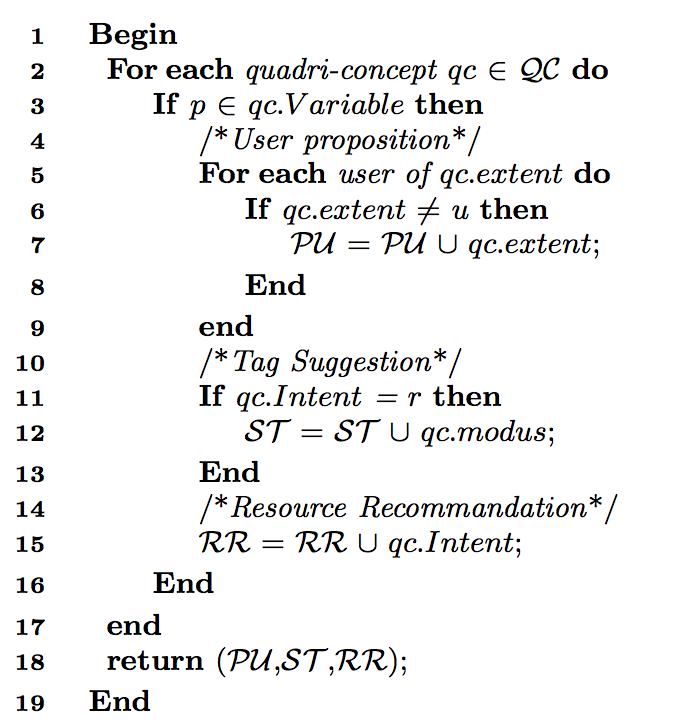 1 Begin
2 For each quadri-concept qc ∈ 𝒬𝒞 do
3 If p ∈ qc.Variable then
4 /*User proposition*/
5 For each user of qc.extent do
6 If qc.extent ≠ u then
7 𝒫𝒰 = 𝒫𝒰 ∪ qc.extent;
8 End
9 end
10 /*Tag Suggestion*/
11 If qc.Intent = r then
12 𝒮𝒯 = 𝒮𝒯 ∪ qc.modus;
13 End
14 /*Resource Recommandation*/
15 ℛℛ = ℛℛ ∪ qc.Intent;
16 End
17 end
18 return (𝒫𝒰,𝒮𝒯,ℛℛ);
19 End